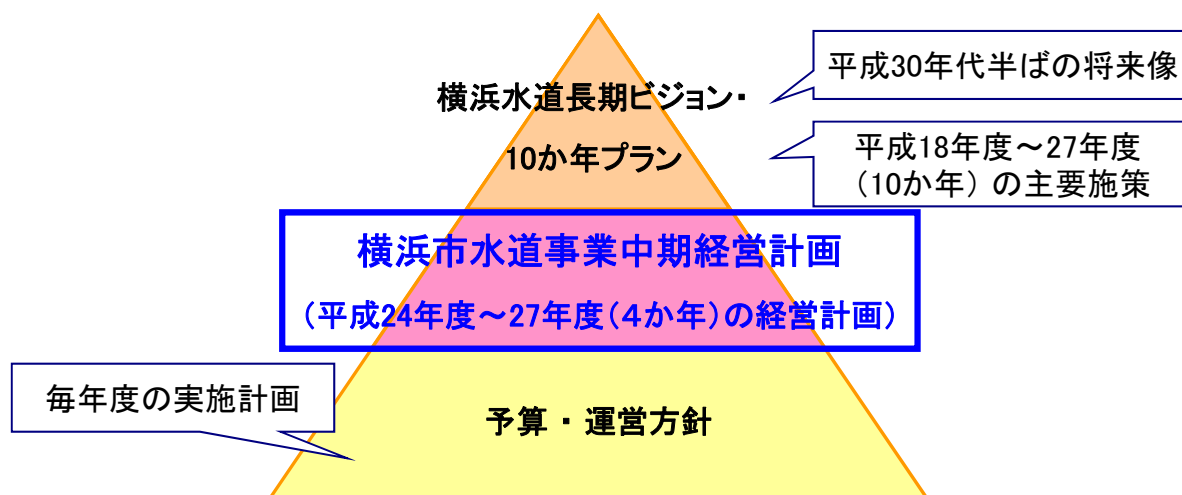 平成30年代半ばの将来像
横浜水道長期ビジョン・
10か年プラン
平成18年度～27年度
（10か年）の主要施策
横浜市水道事業中期経営計画
（平成24年度～27年度（４か年）の経営計画）
毎年度の実施計画
予算・運営方針